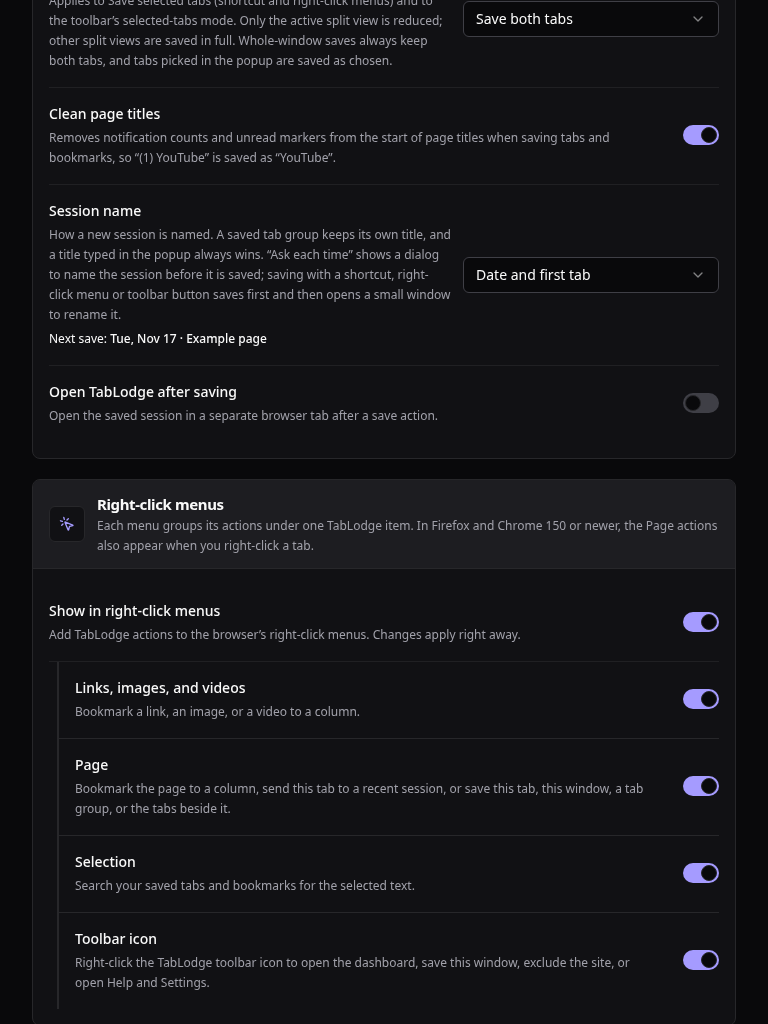 Applies to Save selected tabs (shortcut and right-click menus) and to
the toolbar’s selected-tabs mode. Only the active split view is reduced;
other split views are saved in full. Whole-window saves always keep
both tabs, and tabs picked in the popup are saved as chosen.
Save both tabs
Clean page titles
Removes notification counts and unread markers from the start of page titles when saving tabs and
bookmarks, so “(1) YouTube” is saved as “YouTube”.
Session name
How a new session is named. A saved tab group keeps its own title, and
a title typed in the popup always wins. “Ask each time” shows a dialog
to name the session before it is saved; saving with a shortcut, right-
click menu or toolbar button saves first and then opens a small window
to rename it.
Next save: Tue, Nov 17 · Example page
Date and first tab
Open TabLodge after saving
Open the saved session in a separate browser tab after a save action.
Right-click menus
Each menu groups its actions under one TabLodge item. In Firefox and Chrome 150 or newer, the Page actions
also appear when you right-click a tab.
Show in right-click menus
Add TabLodge actions to the browser’s right-click menus. Changes apply right away.
Links, images, and videos
Bookmark a link, an image, or a video to a column.
Page
Bookmark the page to a column, send this tab to a recent session, or save this tab, this window, a tab
group, or the tabs beside it.
Selection
Search your saved tabs and bookmarks for the selected text.
Toolbar icon
Right-click the TabLodge toolbar icon to open the dashboard, save this window, exclude the site, or
open Help and Settings.